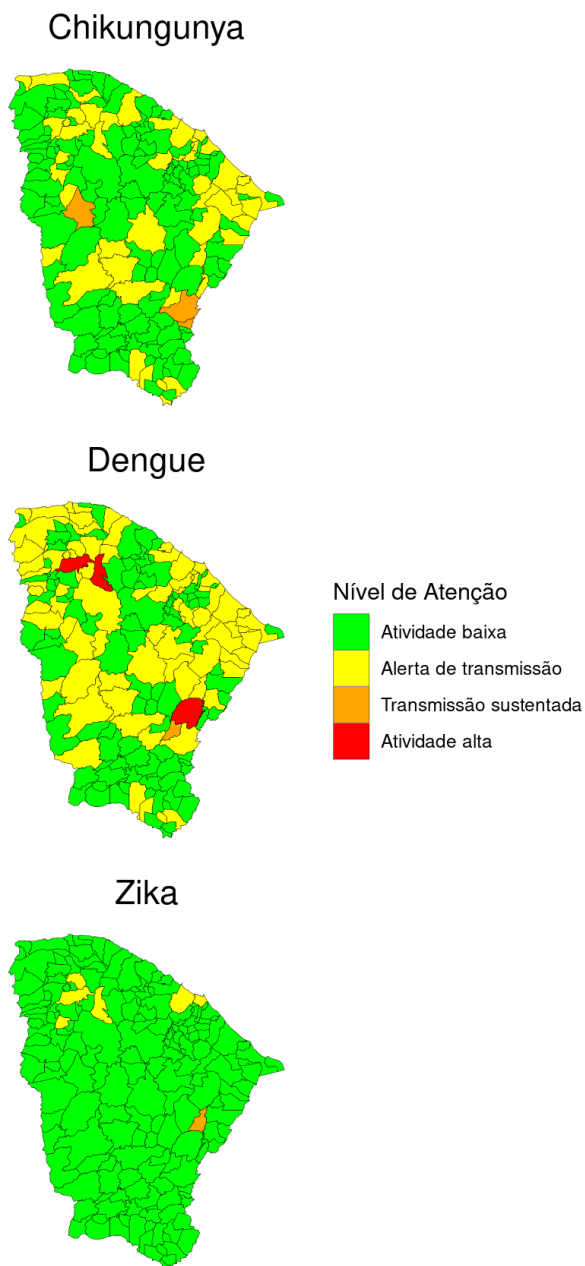 Chikungunya
Dengue
Nível de Atenção
Atividade baixa
Alerta de transmissão
Transmissão sustentada
Atividade alta
Zika